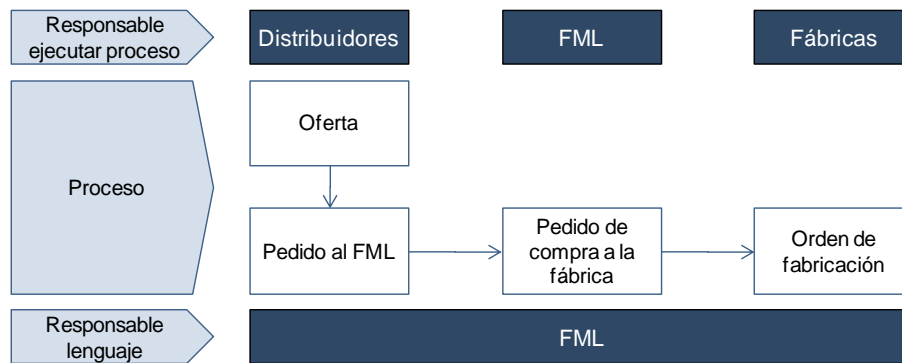 Responsable
ejecutar proceso
Distribuidores
FML
Fábricas
Proceso
Oferta
Pedido al FML
Pedido de
compra a la
fábrica
Orden de
fabricación
Responsable
lenguaje
FML